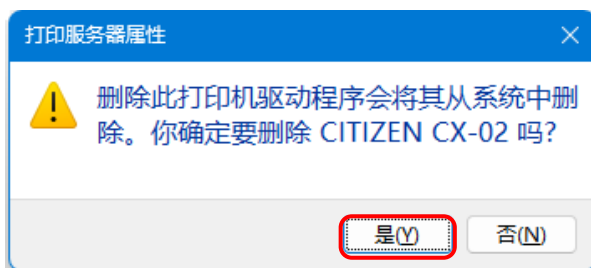 打印服务器属性
删除此打印机驱动程序会将其从系统中删
除。你确定要删除 CITIZEN CX-02 吗?
是(Y)
否(N)